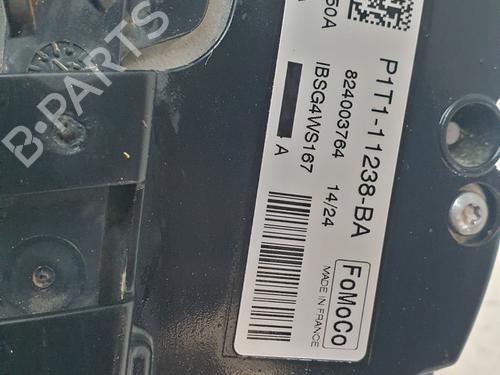 50A
P1T1-11238-BA
824003764 14/24
IBSG4WS167
A
A
FoMoCo
MADE IN FRANCE
B-PARTS